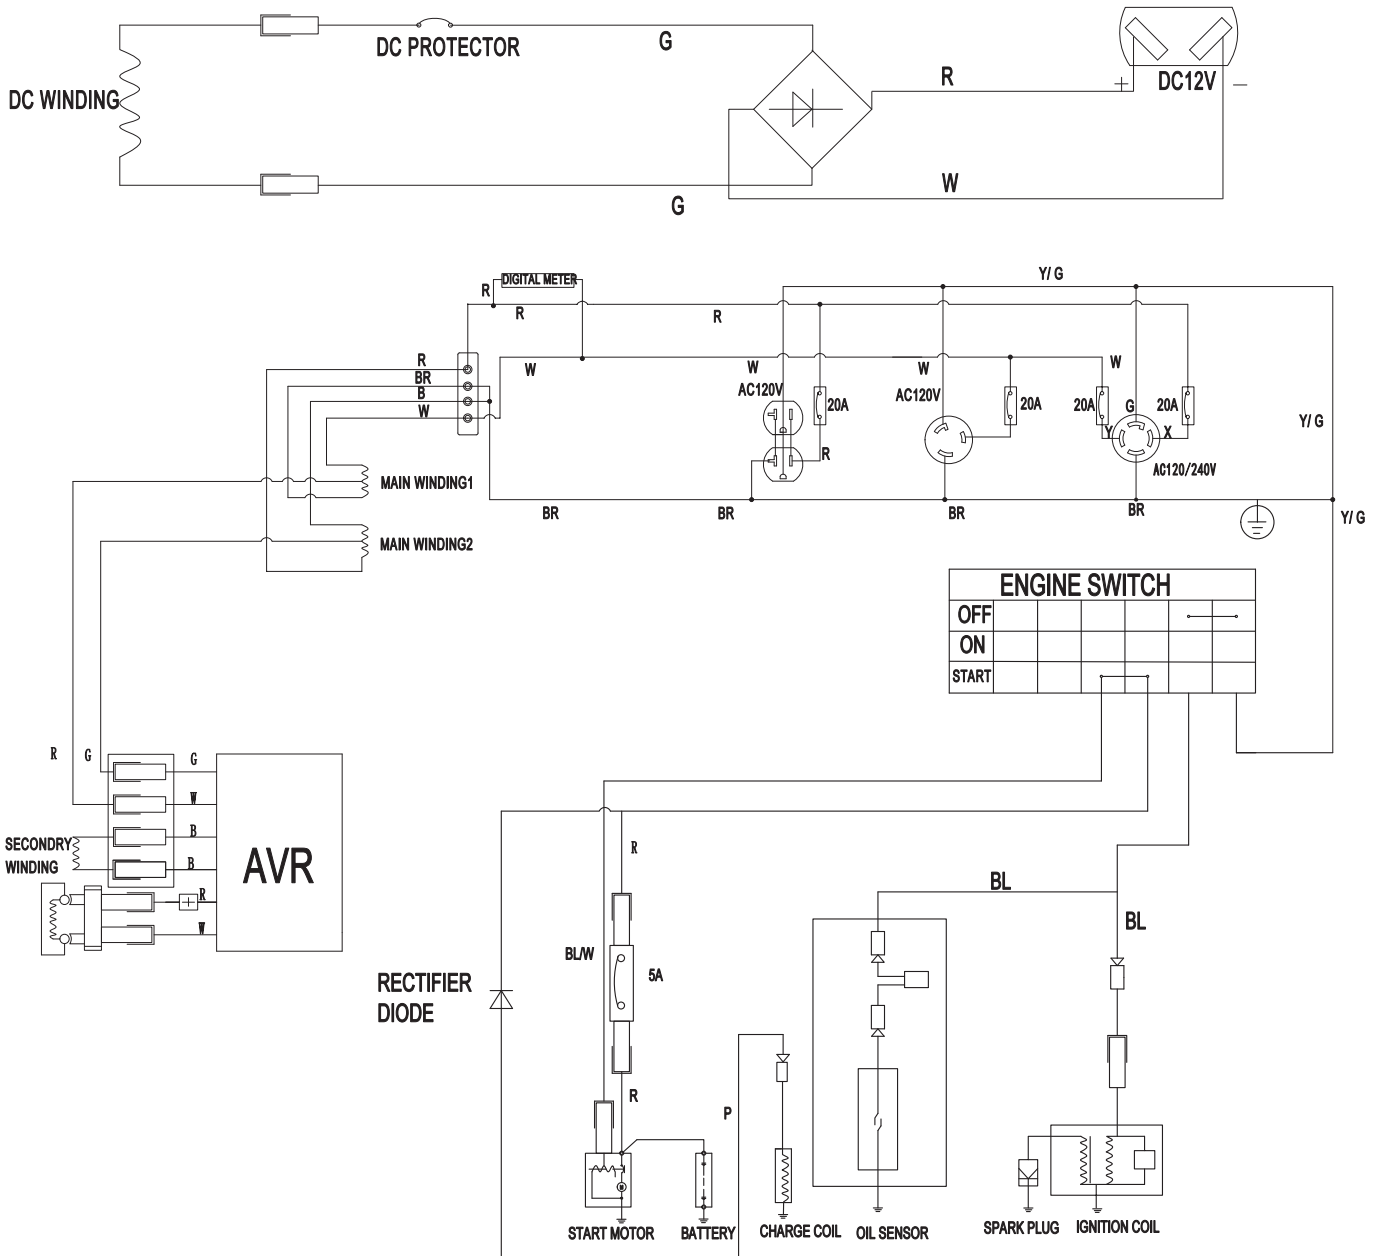 DC PROTECTOR
G
DC WINDING
R
+
DC12V
−
W
G
DIGITAL METER
Y/ G
R
R
R
R
BR
B
W
W
W
W
W
AC120V
AC120V
20A
20A
20A
G
20A
Y
X
Y/ G
R
AC120/240V
MAIN WINDING1
BR
BR
BR
BR
Y/ G
MAIN WINDING2
ENGINE SWITCH
OFF
ON
START
R
G
G
W
B
B
SECONDRY
WINDING
AVR
R
+
W
R
BL
BL
BL/W
5A
RECTIFIER
DIODE
R
P
M
START MOTOR
BATTERY
CHARGE COIL
OIL SENSOR
SPARK PLUG
IGNITION COIL